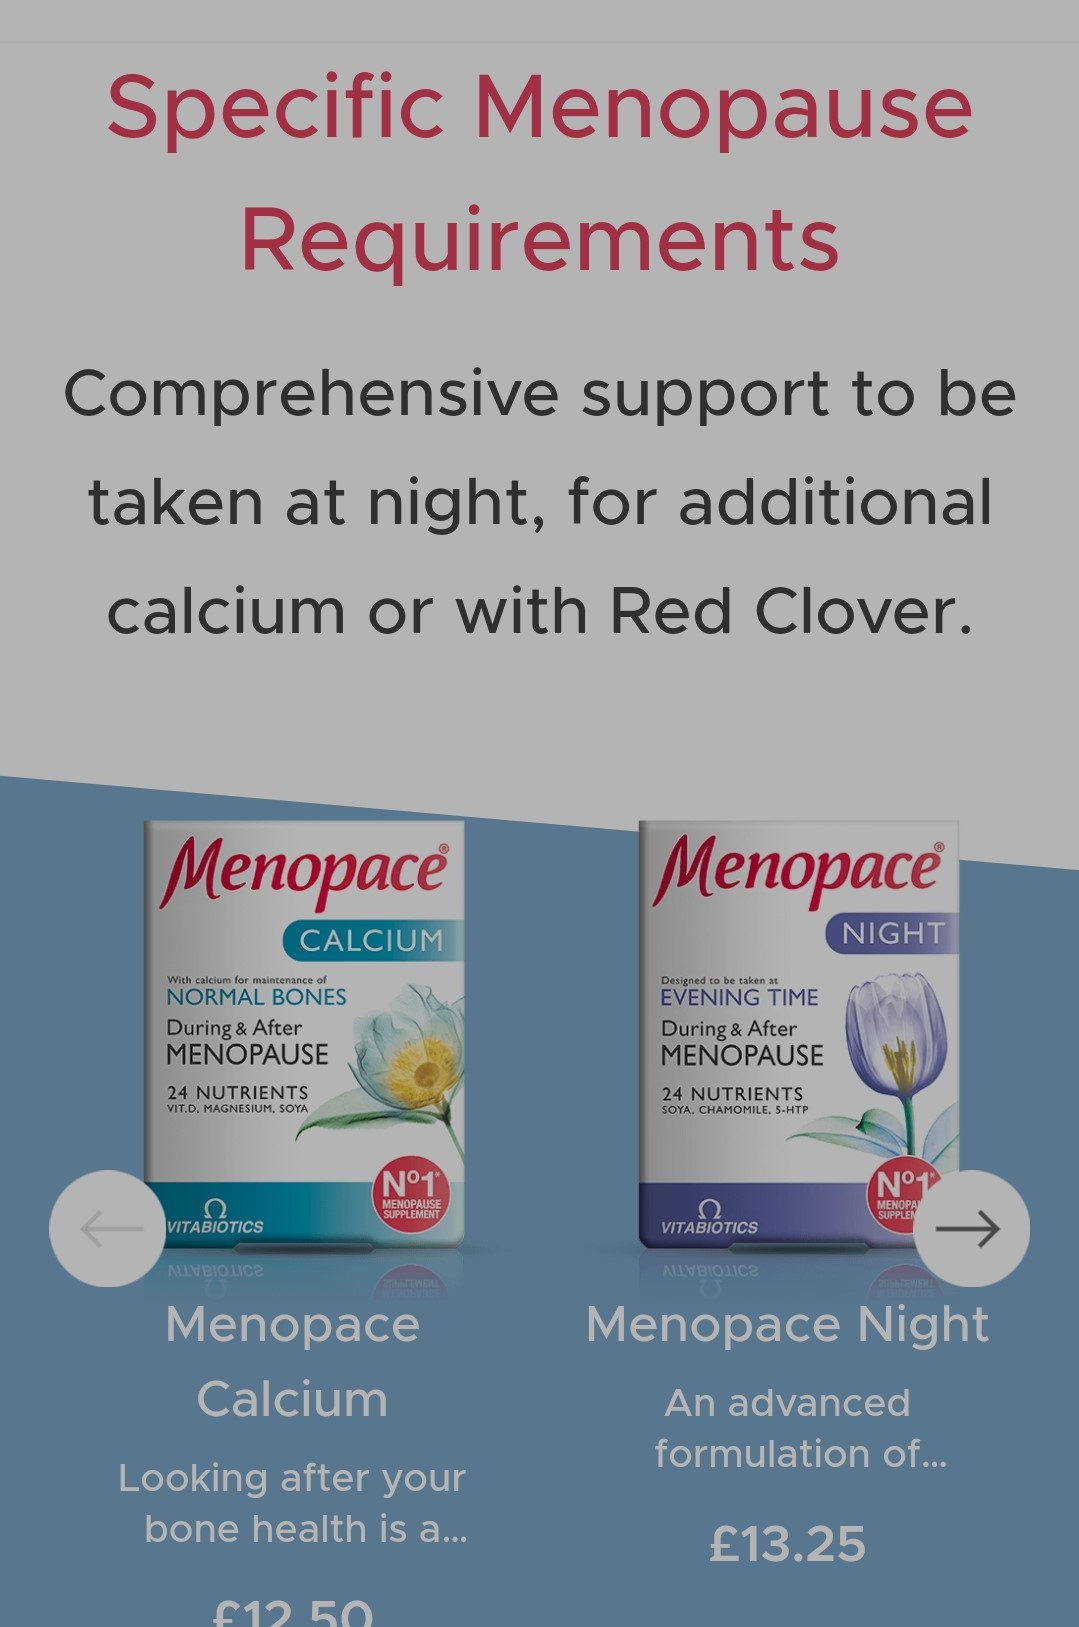 Specific Menopause
Requirements
Comprehensive support to be
taken at night, for additional
calcium or with Red Clover.
Menopace®
CALCIUM
With calcium for maintenance of
NORMAL BONES
During & After
MENOPAUSE
24 NUTRIENTS
VIT.D, MAGNESIUM, SOYA
Nº1*
MENOPAUSE
SUPPLEMENT
VITABIOTICS
Menopace®
NIGHT
Designed to be taken at
EVENING TIME
During & After
MENOPAUSE
24 NUTRIENTS
SOYA, CHAMOMILE, 5-HTP
Nº1*
VITABIOTICS
Menopace
Calcium
Looking after your
bone health is a...
£12.50
Menopace Night
An advanced
formulation of...
£13.25